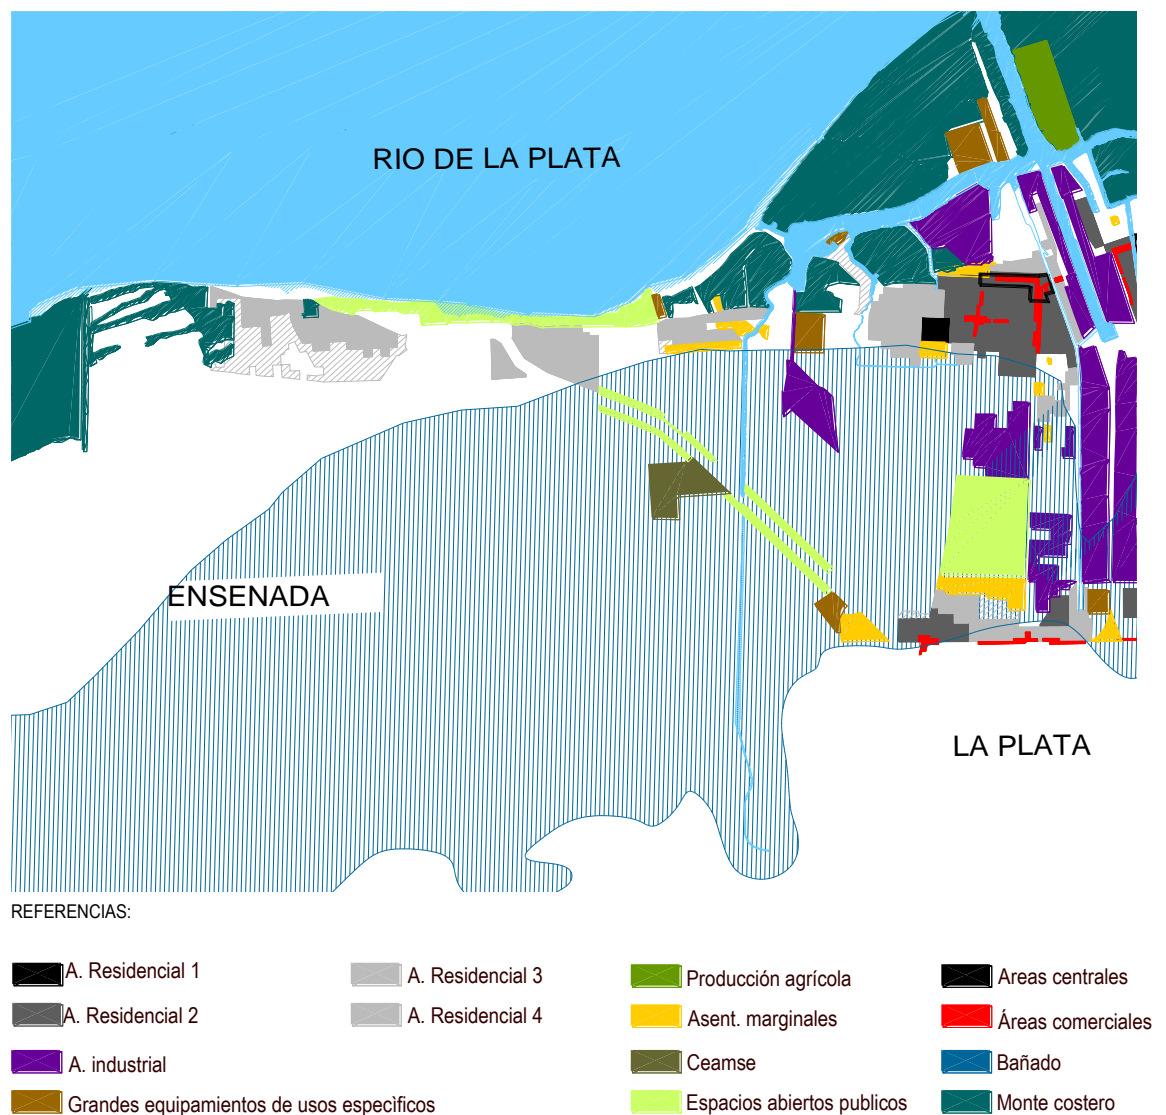 RIO DE LA PLATA
ENSENADA
LA PLATA
REFERENCIAS:
A. Residencial 1
A. Residencial 2
A. industrial
Grandes equipamientos de usos específicos
A. Residencial 3
A. Residencial 4
Producción agrícola
Asent. marginales
Ceamse
Espacios abiertos publicos
Areas centrales
Áreas comerciales
Bañado
Monte costero